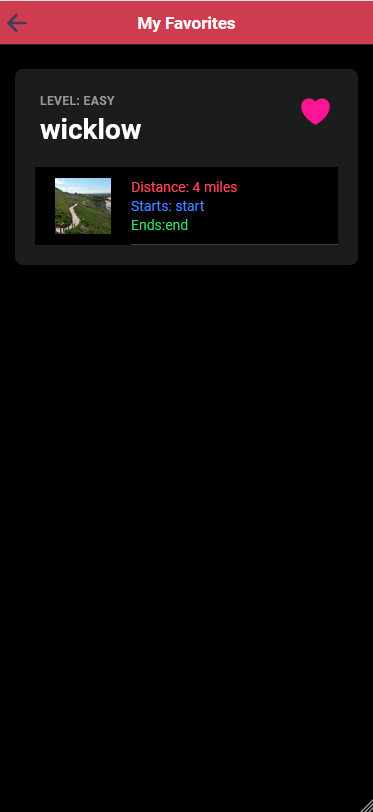 My Favorites
LEVEL: EASY
wicklow
Distance: 4 miles
Starts: start
Ends:end